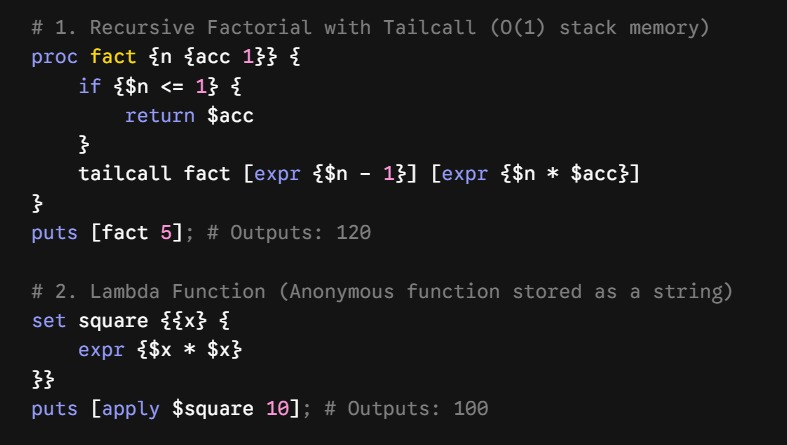 # 1. Recursive Factorial with Tailcall (O(1) stack memory)
proc fact {n {acc 1}} {
    if {$n <= 1} {
        return $acc
    }
    tailcall fact [expr {$n - 1}] [expr {$n * $acc}]
}
puts [fact 5]; # Outputs: 120

# 2. Lambda Function (Anonymous function stored as a string)
set square {{x} {
    expr {$x * $x}
}}
puts [apply $square 10]; # Outputs: 100